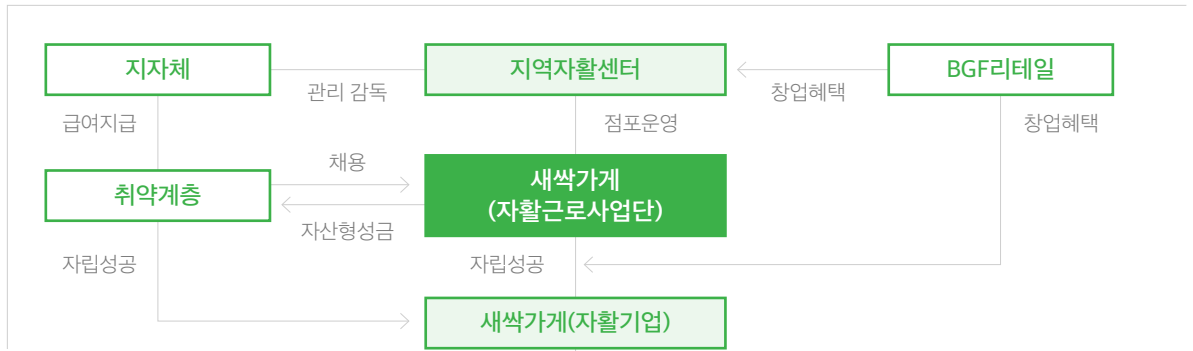 지자체
지역자활센터
BGF리테일
관리 감독
창업혜택
급여지급
점포운영
창업혜택
채용
취약계층
새싹가게
(자활근로사업단)
자산형성금
자립성공
자립성공
새싹가게(자활기업)